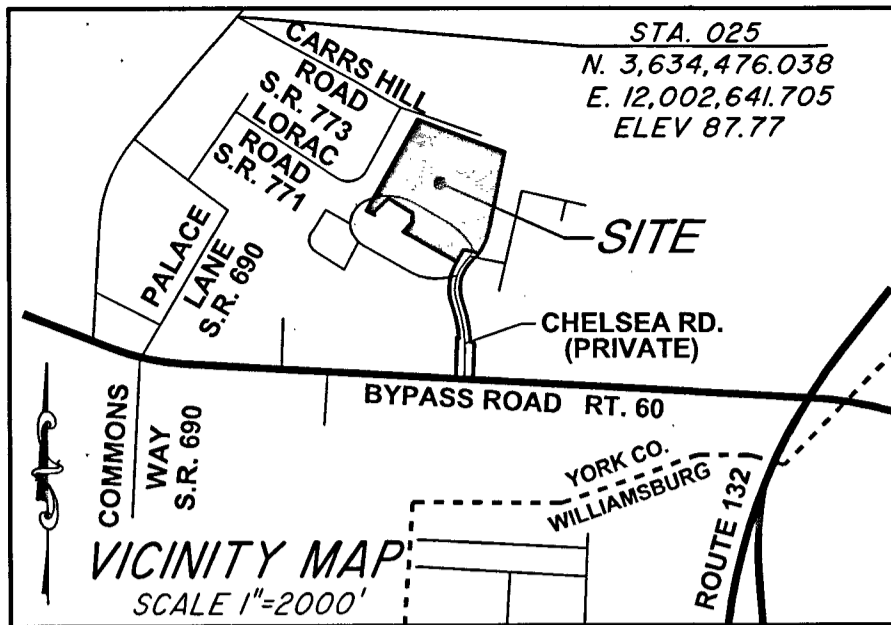 STA. 025
N. 3,634,476.038
E. 12,002,641.705
ELEV 87.77
CARRS HILL
ROAD
S.R. 773
LORAC
ROAD
S.R. 771
SITE
PALACE
LANE
S.R. 690
CHELSEA RD.
(PRIVATE)
BYPASS ROAD RT. 60
COMMONS
WAY
S.R. 690
YORK CO.
WILLIAMSBURG
ROUTE 132
VICINITY MAP
SCALE 1"=2000'